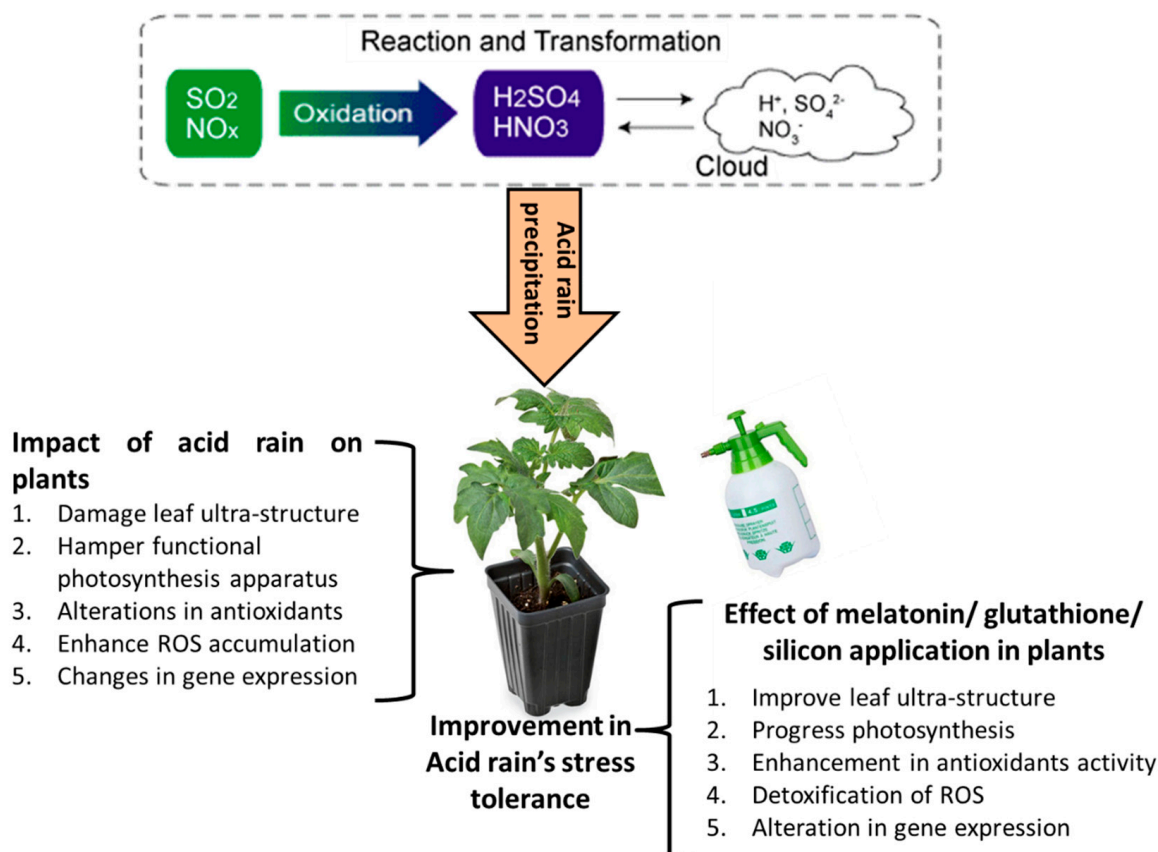 Reaction and Transformation
SO2
NOx
Oxidation
H2SO4
HNO3
H⁺, SO₄²⁻
NO₃⁻
Cloud
Acid rain
precipitation
Impact of acid rain on
plants
1. Damage leaf ultra-structure
2. Hamper functional
photosynthesis apparatus
3. Alterations in antioxidants
4. Enhance ROS accumulation
5. Changes in gene expression
Improvement in
Acid rain's stress
tolerance
Effect of melatonin/ glutathione/
silicon application in plants
1. Improve leaf ultra-structure
2. Progress photosynthesis
3. Enhancement in antioxidants activity
4. Detoxification of ROS
5. Alteration in gene expression